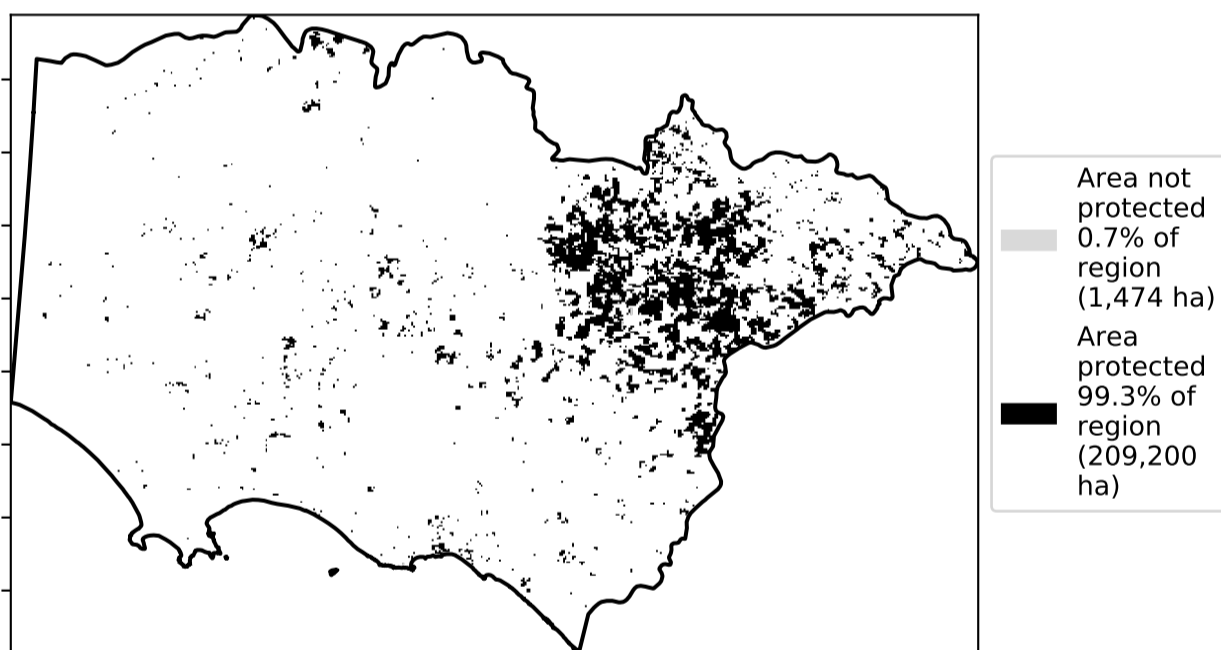 Area not
protected
0.7% of
region
(1,474 ha)
Area
protected
99.3% of
region
(209,200
ha)